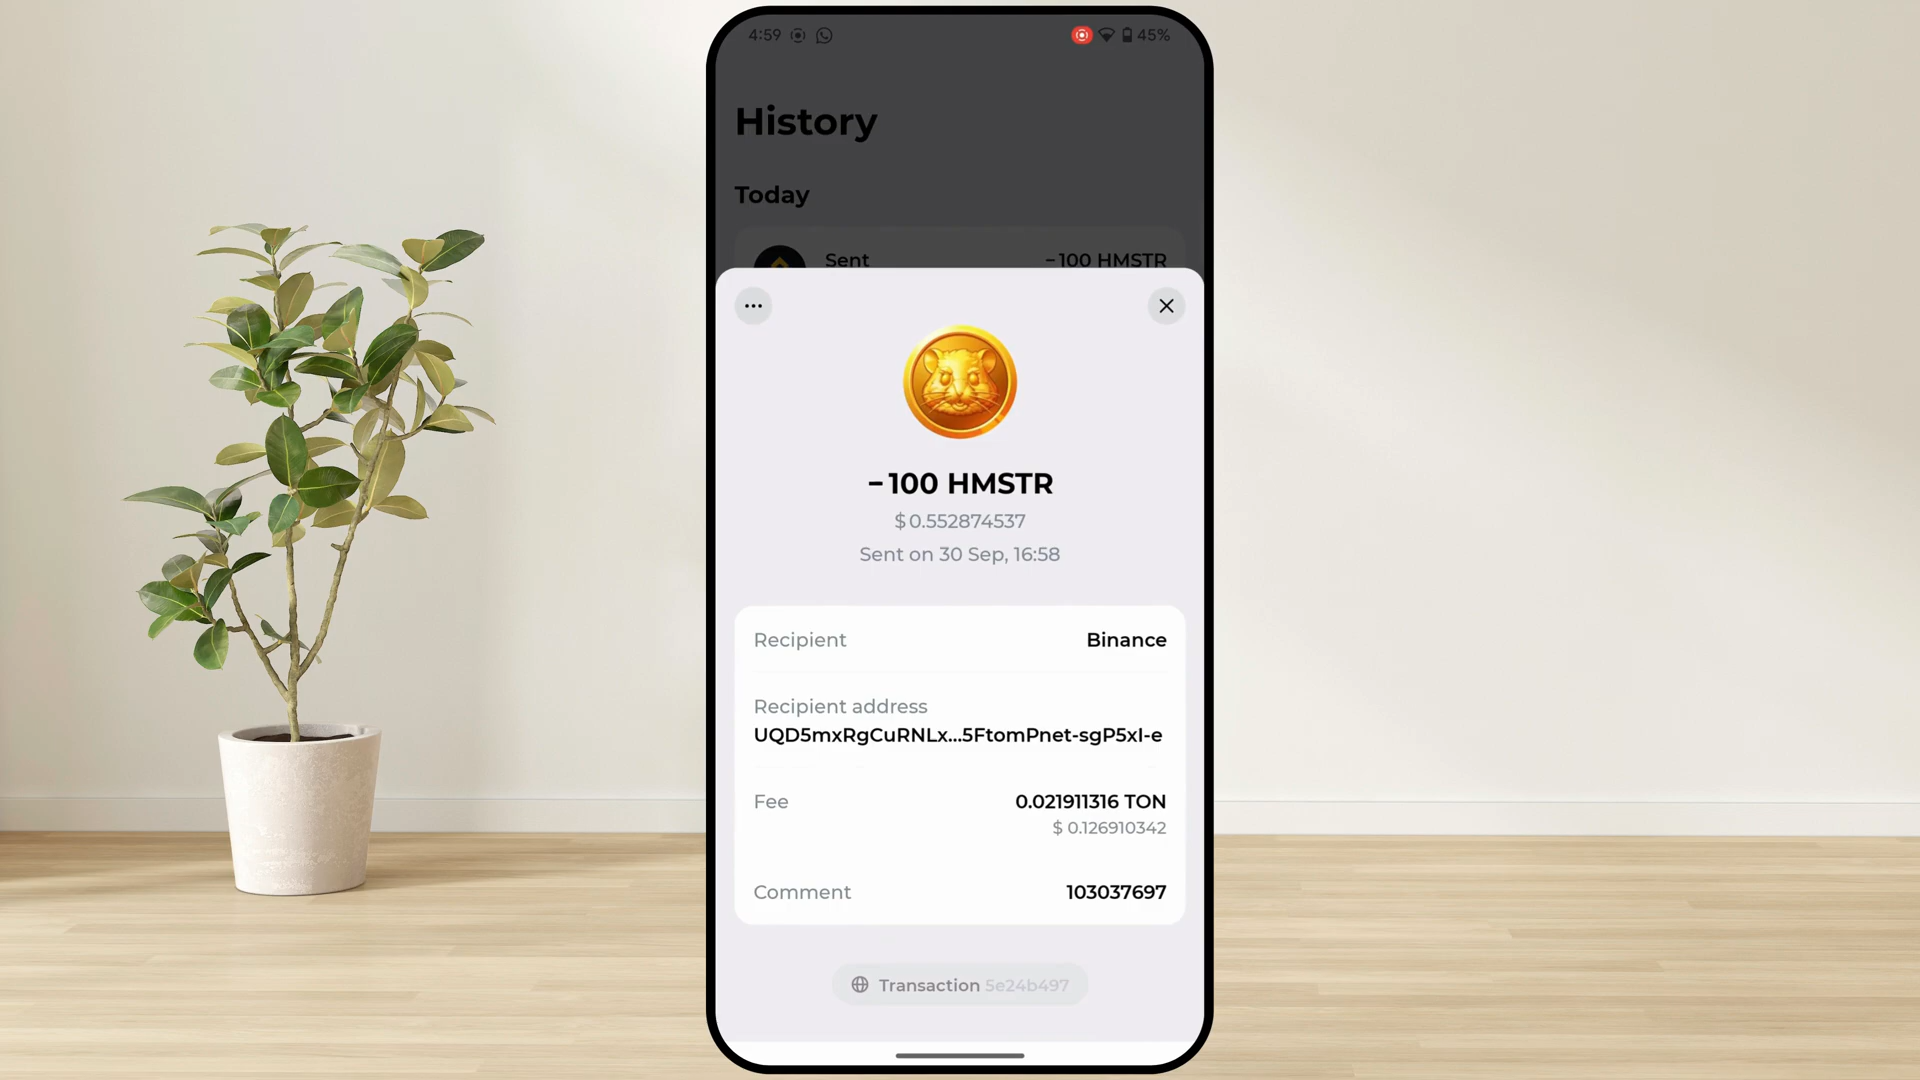 4:59 45%
History
Today
Sent −100 HMSTR
−100 HMSTR
$ 0.552874537
Sent on 30 Sep, 16:58
Recipient Binance
Recipient address
UQD5mxRgCuRNLx...5FtomPnet-sgP5xI-e
Fee 0.021911316 TON
$ 0.126910342
Comment 103037697
Transaction 5e24b497